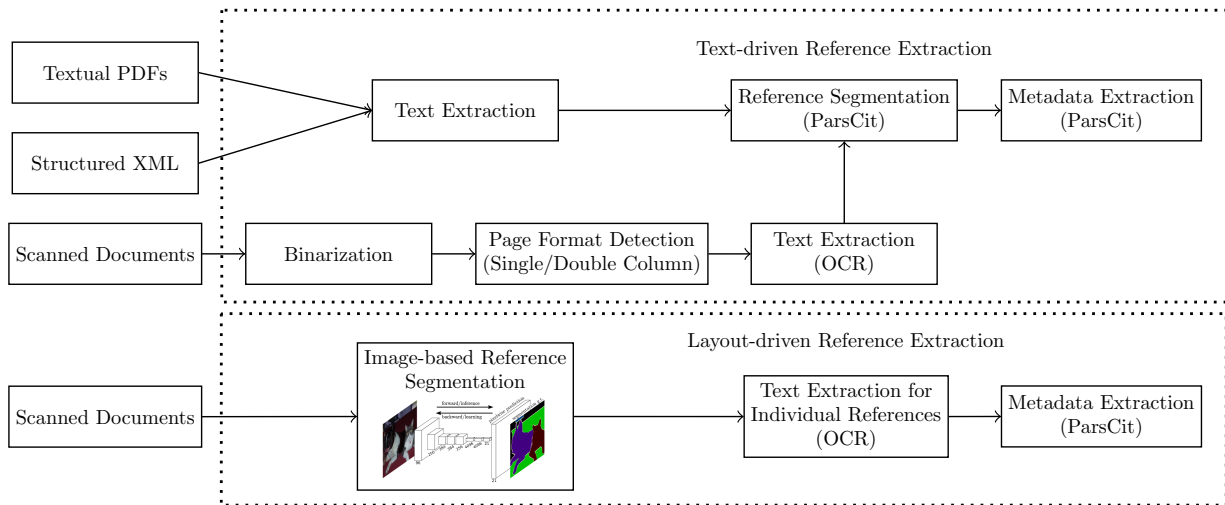 Text-driven Reference Extraction
Textual PDFs
Text Extraction
Reference Segmentation
(ParsCit)
Metadata Extraction
(ParsCit)
Structured XML
Scanned Documents
Binarization
Page Format Detection
(Single/Double Column)
Text Extraction
(OCR)
Layout-driven Reference Extraction
Scanned Documents
Image-based Reference
Segmentation
forward/inference
backward/learning
Text Extraction for
Individual References
(OCR)
Metadata Extraction
(ParsCit)